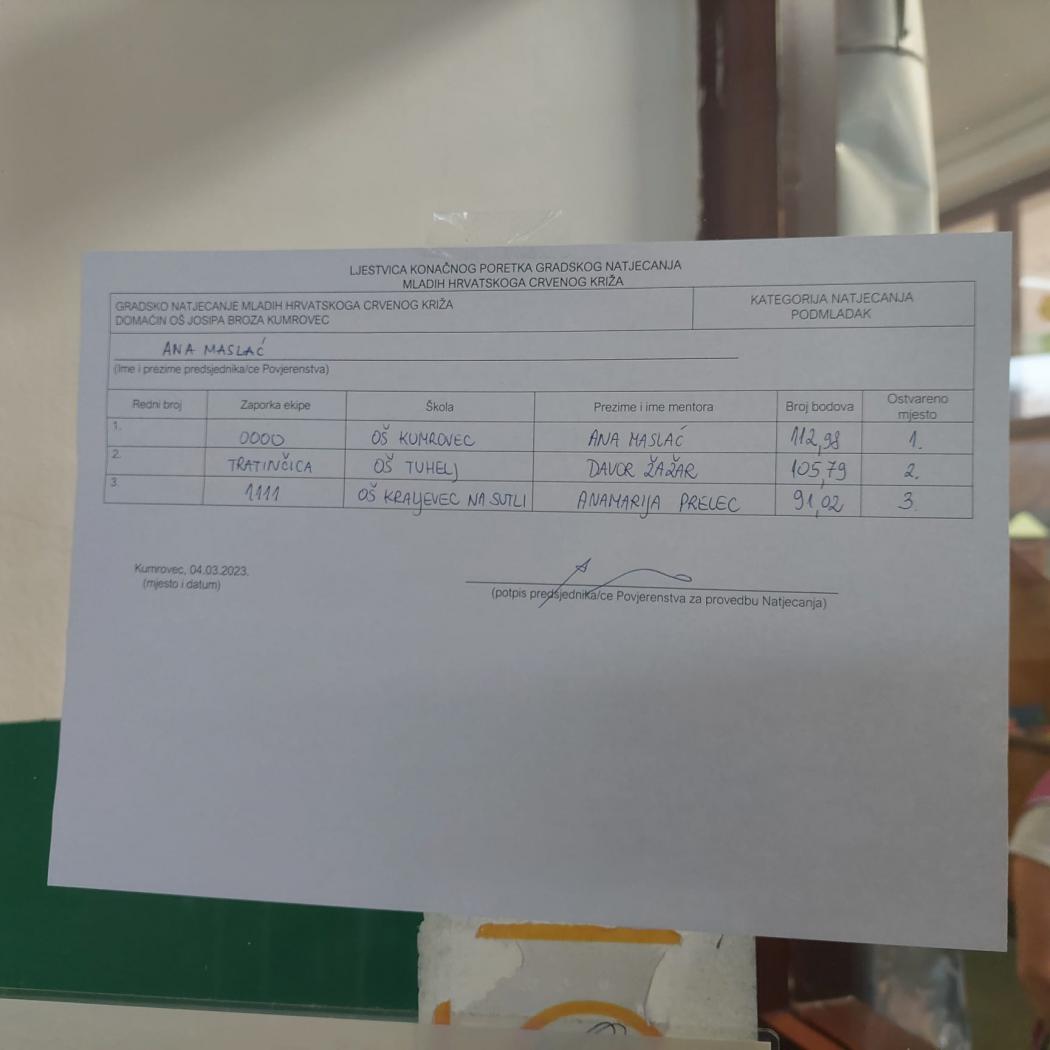 LJESTVICA KONAČNOG PORETKA GRADSKOG NATJECANJA
MLADIH HRVATSKOGA CRVENOG KRIŽA
GRADSKO NATJECANJE MLADIH HRVATSKOGA CRVENOG KRIŽA
DOMAĆIN OŠ JOSIPA BROZA KUMROVEC
KATEGORIJA NATJECANJA
PODMLADAK
ANA MASLAĆ
(Ime i prezime predsjednika/ce Povjerenstva)
Redni broj Zaporka ekipe Škola Prezime i ime mentora Broj bodova Ostvareno mjesto
1. 0000 OŠ KUMROVEC ANA MASLAĆ 112,98 1.
2. TRATINČICA OŠ TUHELJ DAVOR ŽAŽAR 105,79 2.
3. 1111 OŠ KRALJEVEC NA SUTLI ANAMARIJA PRELEC 91,02 3.
Kumrovec, 04.03.2023.
(mjesto i datum)
(potpis predsjednika/ce Povjerenstva za provedbu Natjecanja)